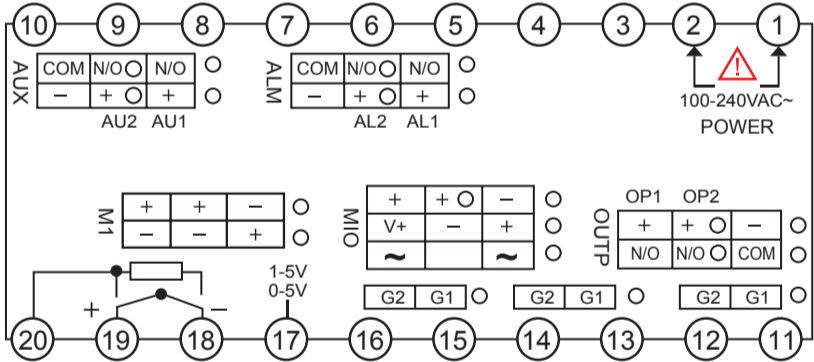 10 9 8 7 6 5 4 3 2 1
AUX COM N/O N/O
− + +
AU2 AU1
ALM COM N/O N/O
− + +
AL2 AL1
100-240VAC~
POWER
M1 + + −
− − +
MIO + + −
V+ − +
~ ~
OP1 OP2
OUTP + + −
N/O N/O COM
1-5V
0-5V
G2 G1 G2 G1 G2 G1
+ −
20 19 18 17 16 15 14 13 12 11